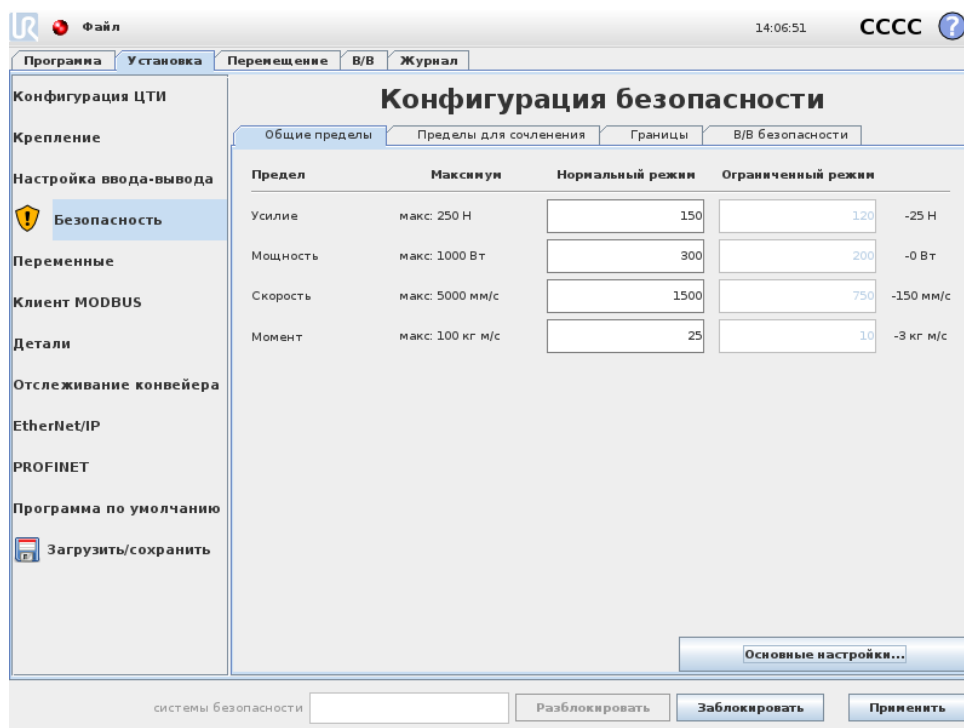 UR Файл 14:06:51 CCCC ?
Программа Установка Перемещение В/В Журнал
Конфигурация ЦТИ
Крепление
Настройка ввода-вывода
Безопасность
Переменные
Клиент MODBUS
Детали
Отслеживание конвейера
EtherNet/IP
PROFINET
Программа по умолчанию
Загрузить/сохранить
Конфигурация безопасности
Общие пределы Пределы для сочленения Границы В/В безопасности
Предел Максимум Нормальный режим Ограниченный режим
Усилие макс: 250 Н 150 120 -25 Н
Мощность макс: 1000 Вт 300 200 -0 Вт
Скорость макс: 5000 мм/с 1500 750 -150 мм/с
Момент макс: 100 кг м/с 25 10 -3 кг м/с
Основные настройки...
системы безопасности Разблокировать Заблокировать Применить